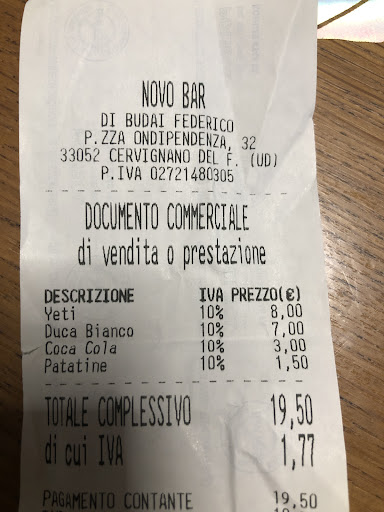 NOVO BAR
DI BUDAI FEDERICO
P.ZZA ONDIPENDENZA, 32
33052 CERVIGNANO DEL F. (UD)
P.IVA 02721480305
DOCUMENTO COMMERCIALE
di vendita o prestazione
DESCRIZIONE IVA PREZZO(€)
Yeti 10% 8,00
Duca Bianco 10% 7,00
Coca Cola 10% 3,00
Patatine 10% 1,50
TOTALE COMPLESSIVO 19,50
di cui IVA 1,77
PAGAMENTO CONTANTE 19,50